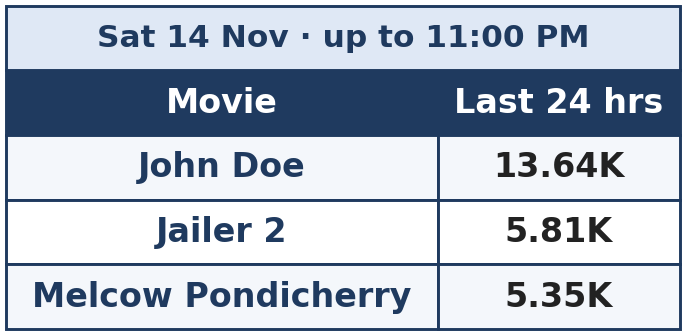 Sat 14 Nov · up to 11:00 PM
Movie Last 24 hrs
John Doe 13.64K
Jailer 2 5.81K
Melcow Pondicherry 5.35K